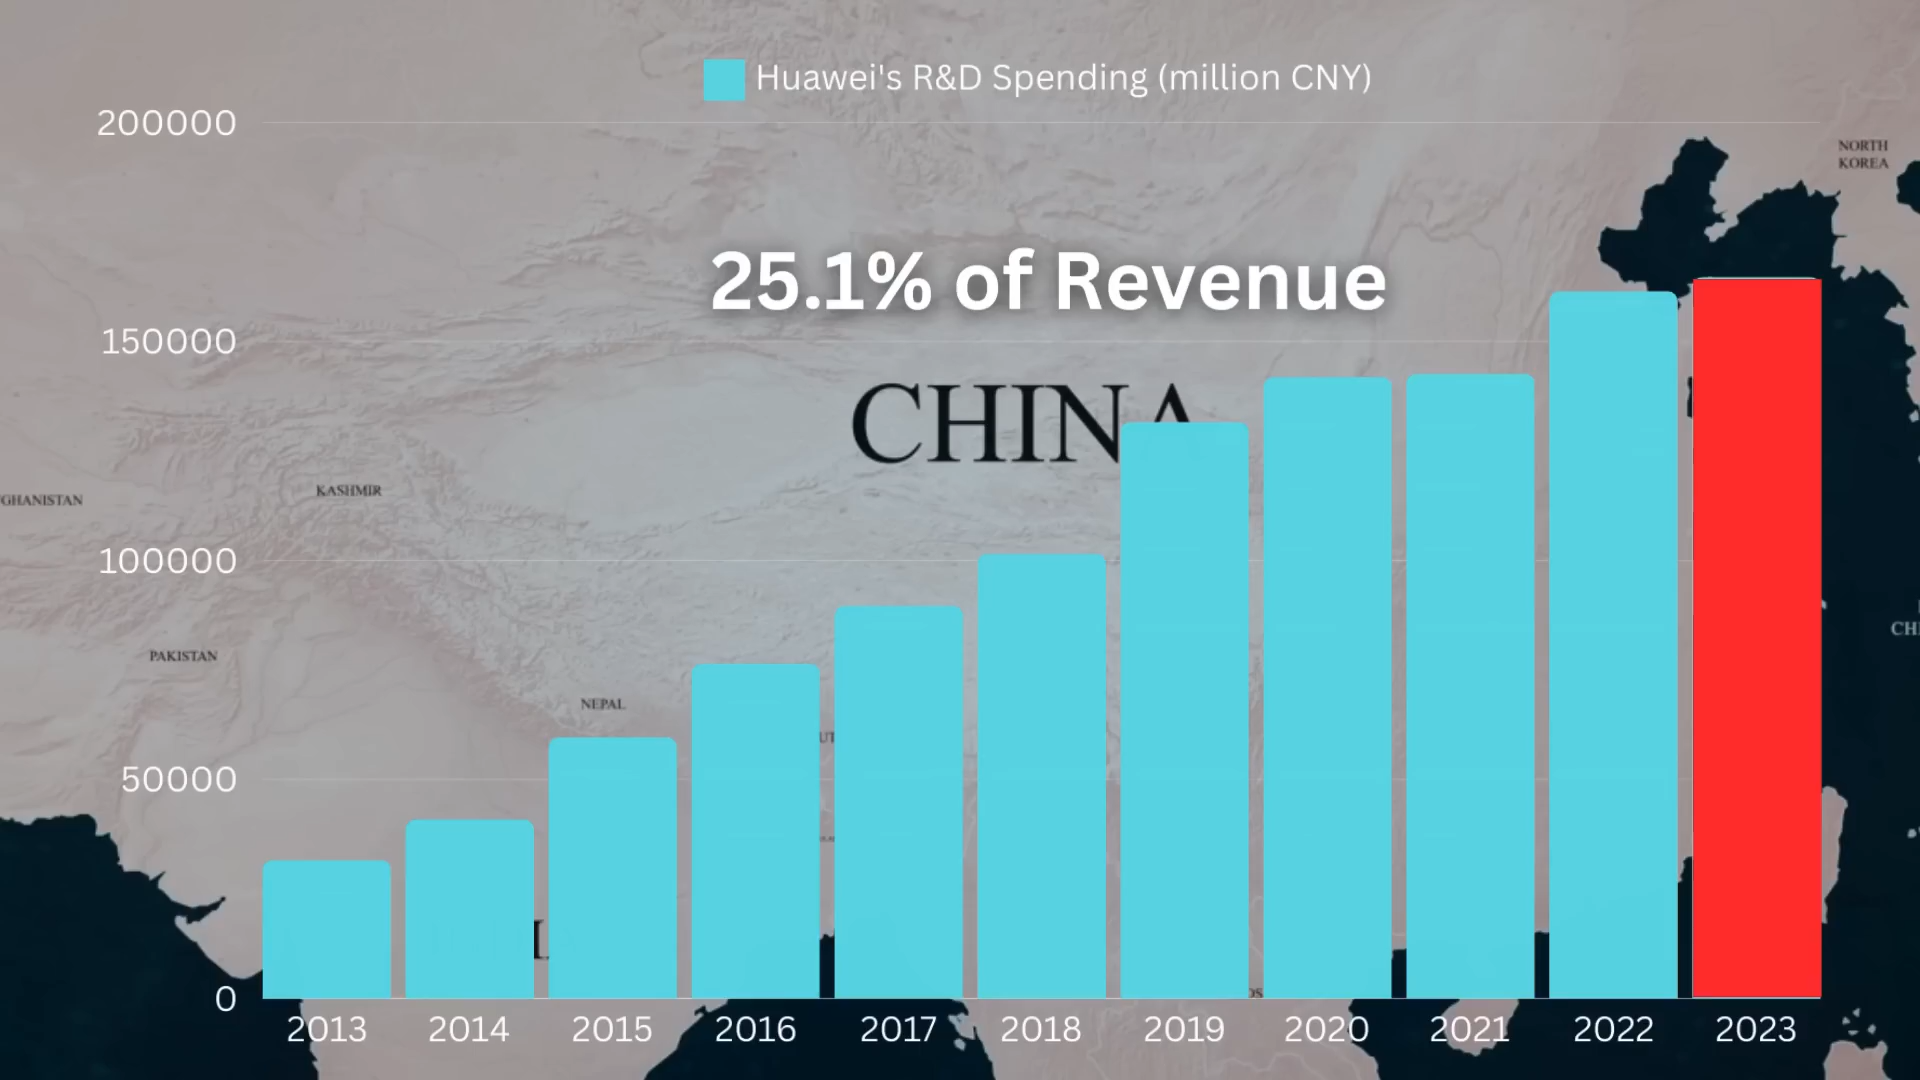 Huawei's R&D Spending (million CNY)
200000
NORTH
KOREA
25.1% of Revenue
150000
CHINA
KASHMIR
GHANISTAN
100000
PAKISTAN
NEPAL
50000
0
2013 2014 2015 2016 2017 2018 2019 2020 2021 2022 2023